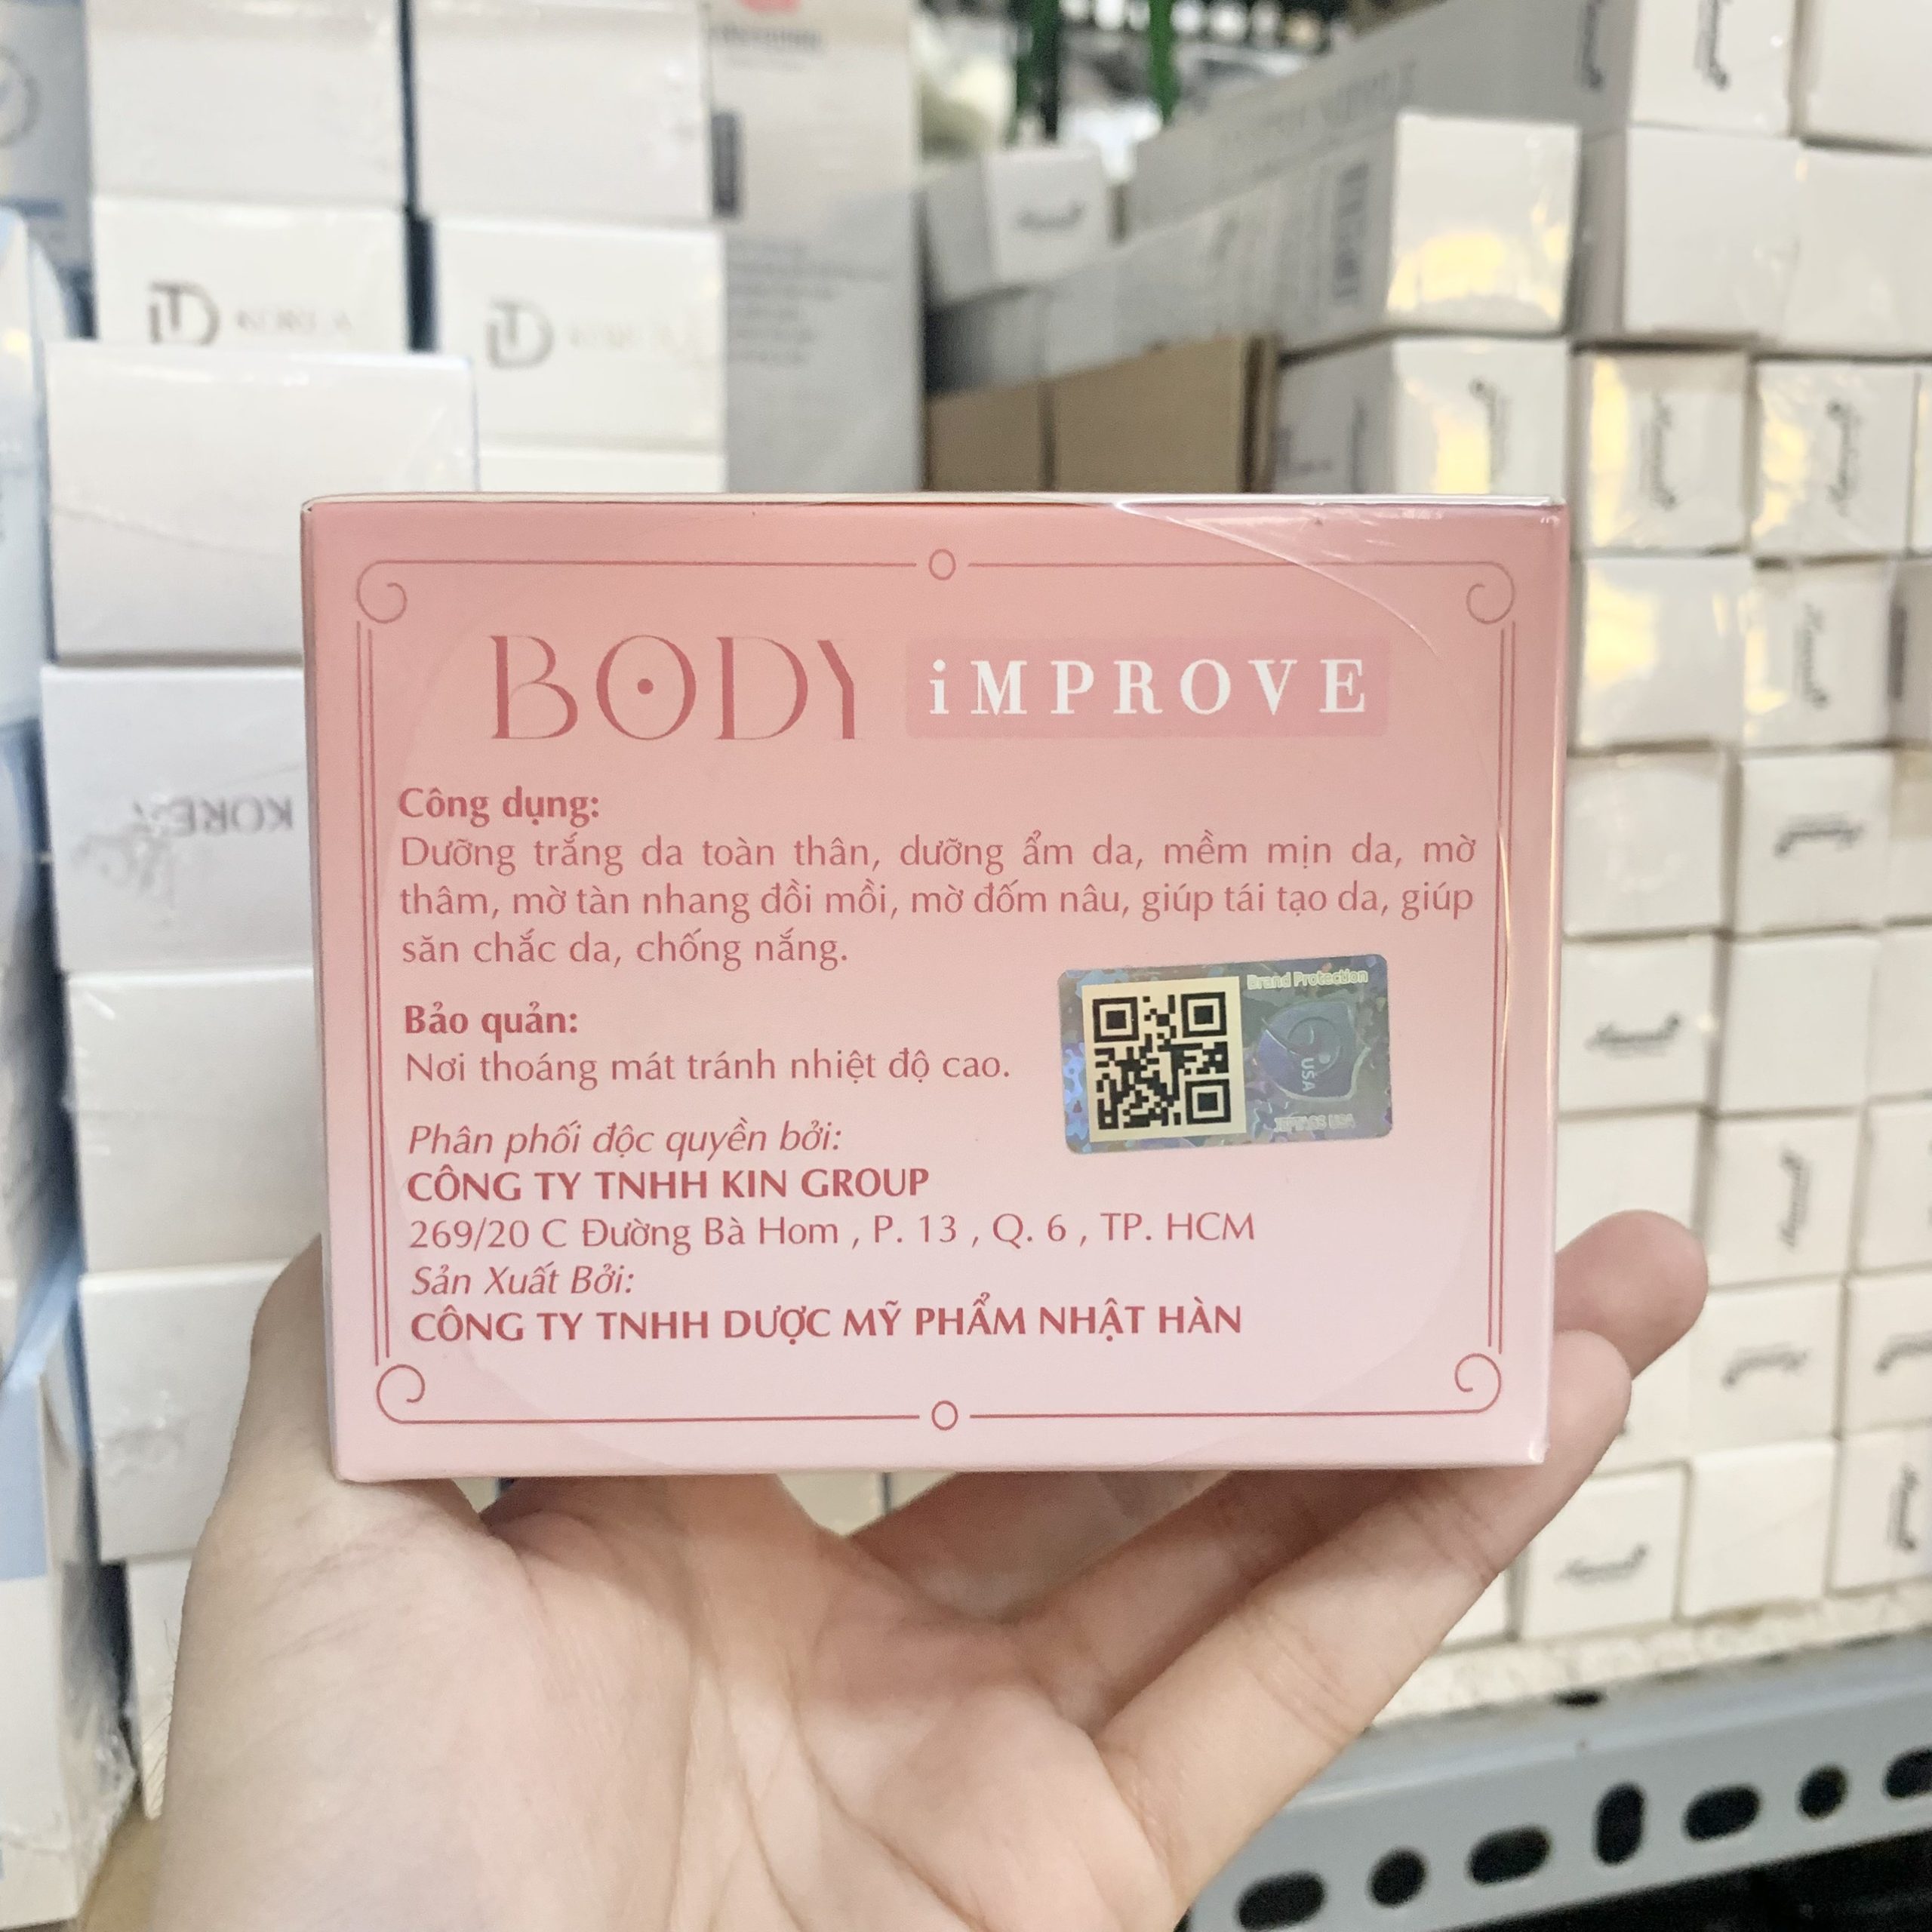 BODY iMPROVE
Công dụng:
Dưỡng trắng da toàn thân, dưỡng ẩm da, mềm mịn da, mờ
thâm, mờ tàn nhang đồi mồi, mờ đốm nâu, giúp tái tạo da, giúp
săn chắc da, chống nắng.
Bảo quản:
Nơi thoáng mát tránh nhiệt độ cao.
Brand Protection
USA
Phân phối độc quyền bởi:
CÔNG TY TNHH KIN GROUP
269/20 C Đường Bà Hom , P. 13 , Q. 6 , TP. HCM
Sản Xuất Bởi:
CÔNG TY TNHH DƯỢC MỸ PHẨM NHẬT HÀN
KOREA